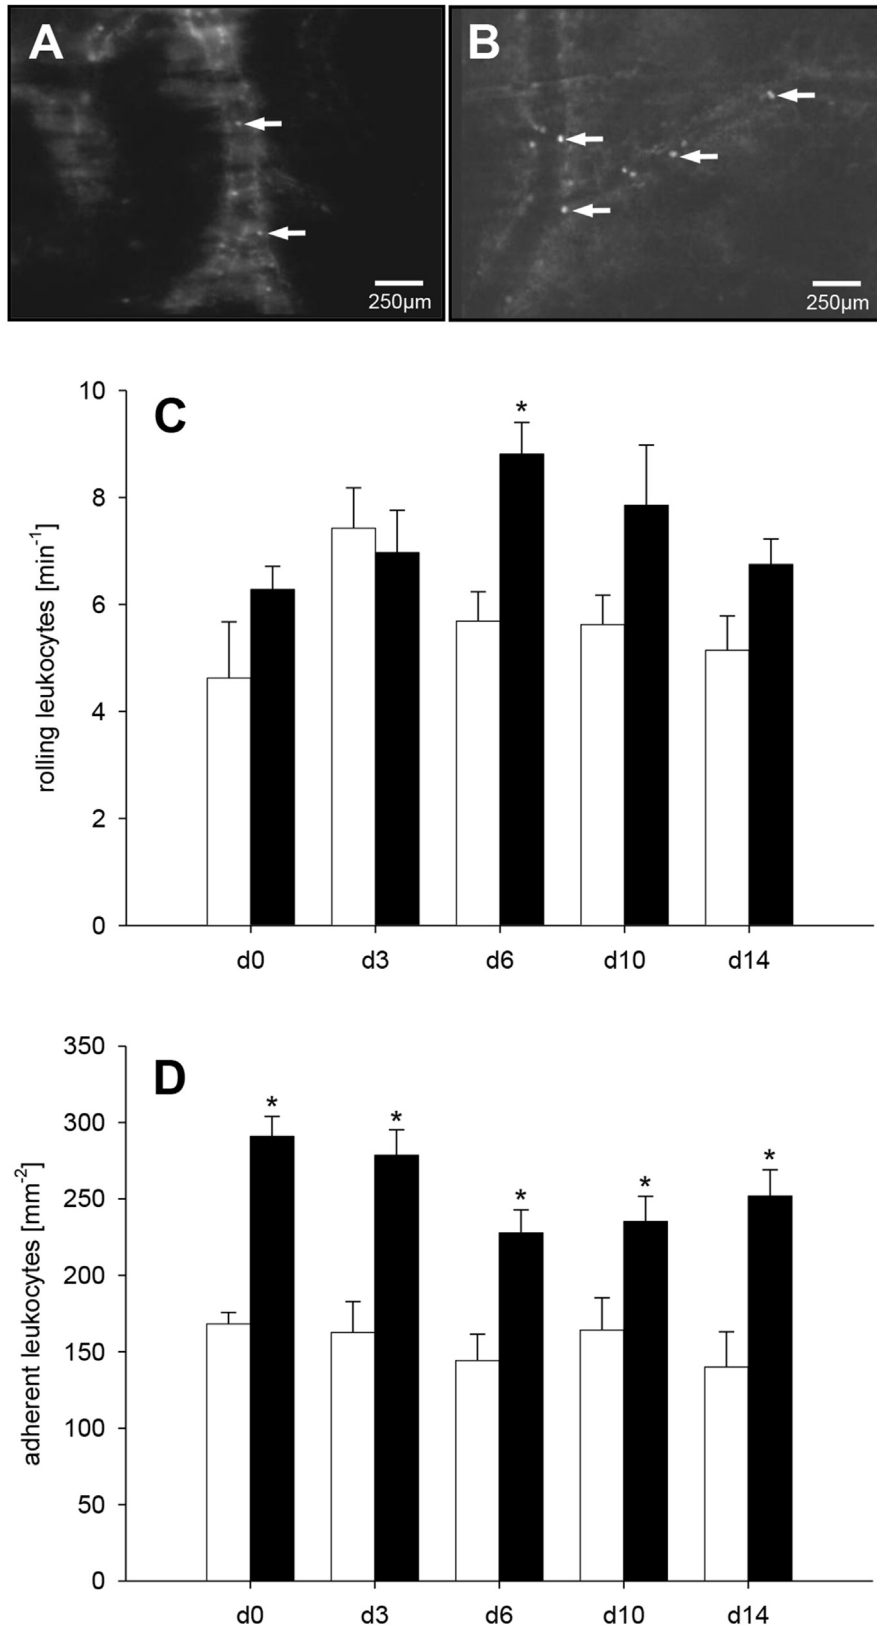 A
B
250µm
250µm
C
rolling leukocytes [min-1]
10
8
6
4
2
0
*
d0
d3
d6
d10
d14
D
adherent leukocytes [mm-2]
350
300
250
200
150
100
50
0
*
*
*
*
*
d0
d3
d6
d10
d14